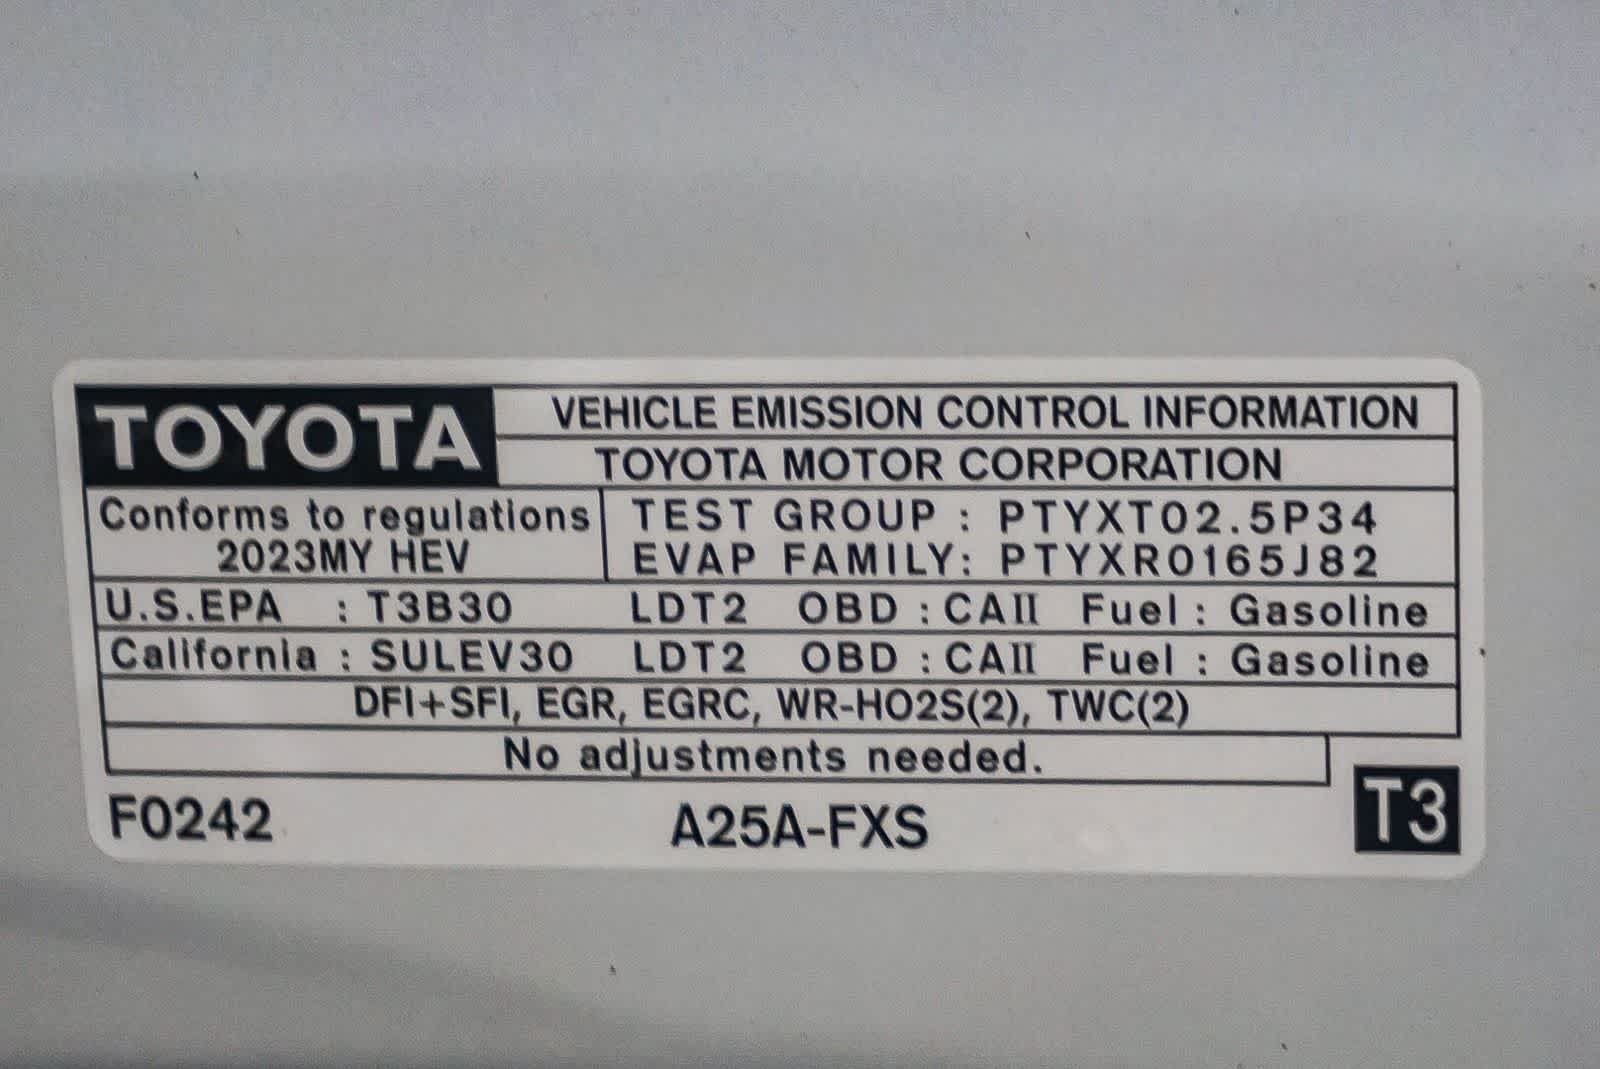 TOYOTA
VEHICLE EMISSION CONTROL INFORMATION
TOYOTA MOTOR CORPORATION
Conforms to regulations
2023MY HEV
TEST GROUP : PTYXT02.5P34
EVAP FAMILY: PTYXR0165J82
U.S.EPA : T3B30 LDT2 OBD : CAII Fuel : Gasoline
California : SULEV30 LDT2 OBD : CAII Fuel : Gasoline
DFI+SFI, EGR, EGRC, WR-HO2S(2), TWC(2)
No adjustments needed.
F0242 A25A-FXS T3